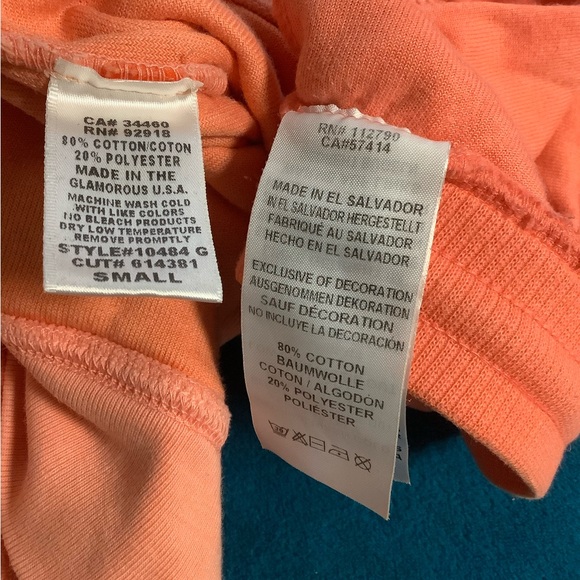 CA# 34460
RN# 92918
80% COTTON/COTON
20% POLYESTER
MADE IN THE
GLAMOROUS U.S.A.
MACHINE WASH COLD
WITH LIKE COLORS
NO BLEACH PRODUCTS
DRY LOW TEMPERATURE
REMOVE PROMPTLY
STYLE#10484 G
CUT# 614381
SMALL
RN# 112790
CA#57414
MADE IN EL SALVADOR
IN EL SALVADOR HERGESTELLT
FABRIQUÉ AU SALVADOR
HECHO EN EL SALVADOR
EXCLUSIVE OF DECORATION
AUSGENOMMEN DEKORATION
SAUF DÉCORATION
NO INCLUYE LA DECORACIÓN
80% COTTON
BAUMWOLLE
COTON / ALGODÓN
20% POLYESTER
POLIÉSTER